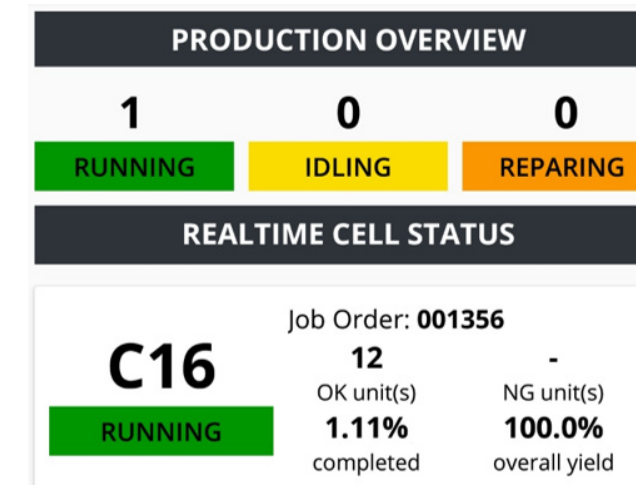 PRODUCTION OVERVIEW
1 0 0
RUNNING IDLING REPARING
REALTIME CELL STATUS
Job Order: 001356
C16
12 -
OK unit(s) NG unit(s)
RUNNING
1.11% 100.0%
completed overall yield